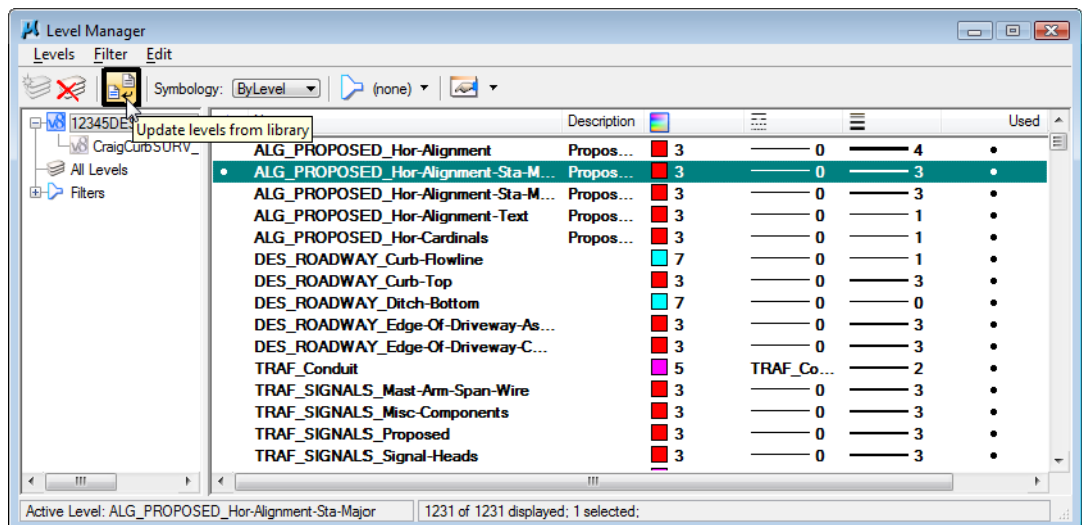 Level Manager
Levels Filter Edit
Symbology: ByLevel (none)
12345DES
Update levels from library
CraigCurbSURV_
All Levels
Filters
Description Used
ALG_PROPOSED_Hor-Alignment Propos... 3 0 4
ALG_PROPOSED_Hor-Alignment-Sta-M... Propos... 3 0 3
ALG_PROPOSED_Hor-Alignment-Sta-M... Propos... 3 0 3
ALG_PROPOSED_Hor-Alignment-Text Propos... 3 0 1
ALG_PROPOSED_Hor-Cardinals Propos... 3 0 1
DES_ROADWAY_Curb-Flowline 7 0 1
DES_ROADWAY_Curb-Top 3 0 3
DES_ROADWAY_Ditch-Bottom 7 0 0
DES_ROADWAY_Edge-Of-Driveway-As... 3 0 3
DES_ROADWAY_Edge-Of-Driveway-C... 3 0 3
TRAF_Conduit 5 TRAF_Co... 2
TRAF_SIGNALS_Mast-Arm-Span-Wire 3 0 3
TRAF_SIGNALS_Misc-Components 3 0 3
TRAF_SIGNALS_Proposed 3 0 3
TRAF_SIGNALS_Signal-Heads 3 0 3
Active Level: ALG_PROPOSED_Hor-Alignment-Sta-Major 1231 of 1231 displayed; 1 selected;